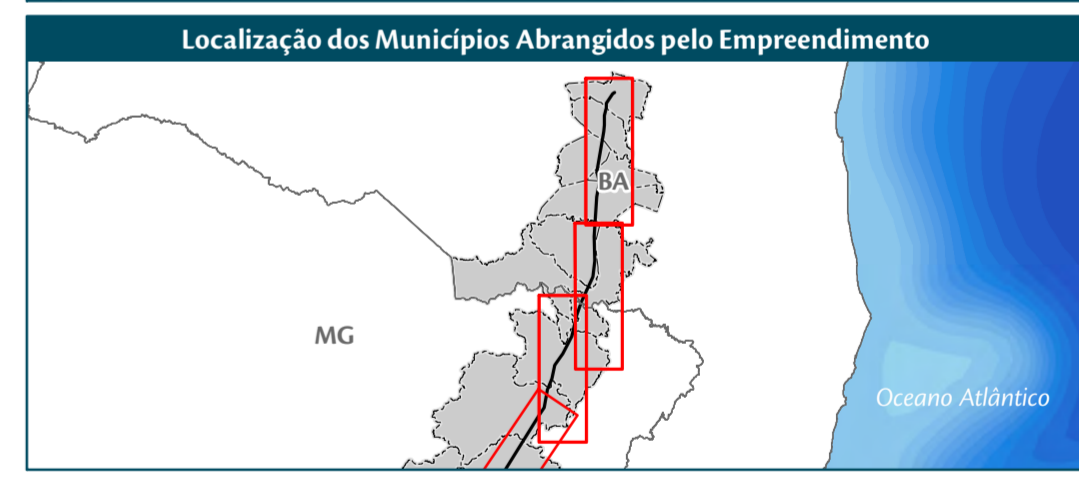 Localização dos Municípios Abrangidos pelo Empreendimento
BA
MG
Oceano Atlântico